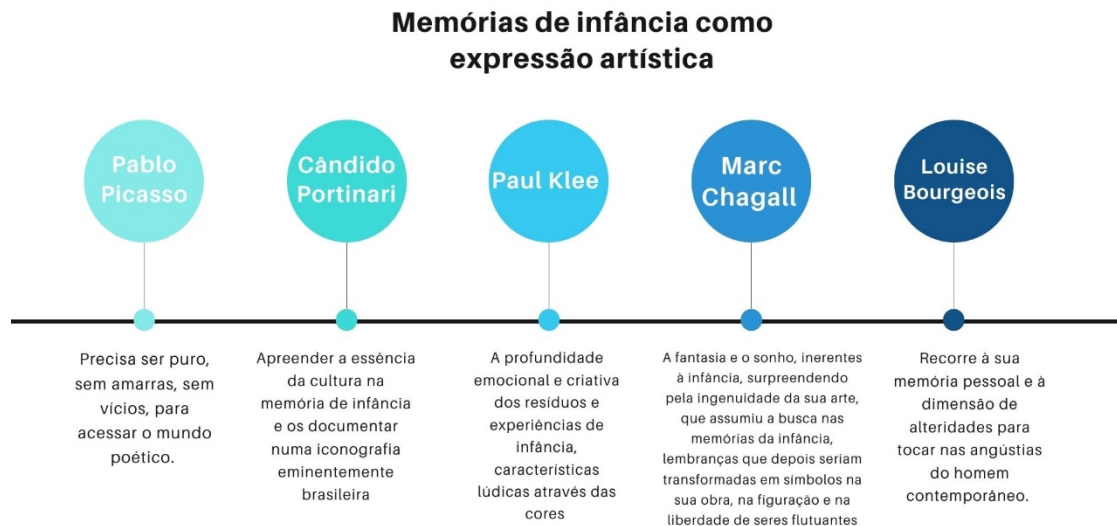 Memórias de infância como
expressão artística
Pablo
Picasso
Cândido
Portinari
Paul Klee
Marc
Chagall
Louise
Bourgeois
Precisa ser puro,
sem amarras, sem
vícios, para
acessar o mundo
poético.
Apreender a essência
da cultura na
memória de infância
e os documentar
numa iconografia
eminentemente
brasileira
A profundidade
emocional e criativa
dos resíduos e
experiências de
infância,
características
lúdicas através das
cores
A fantasia e o sonho, inerentes
à infância, surpreendendo
pela ingenuidade da sua arte,
que assumiu a busca nas
memórias da infância,
lembranças que depois seriam
transformadas em símbolos na
sua obra, na figuração e na
liberdade de seres flutuantes
Recorre à sua
memória pessoal e à
dimensão de
alteridades para
tocar nas angústias
do homem
contemporâneo.